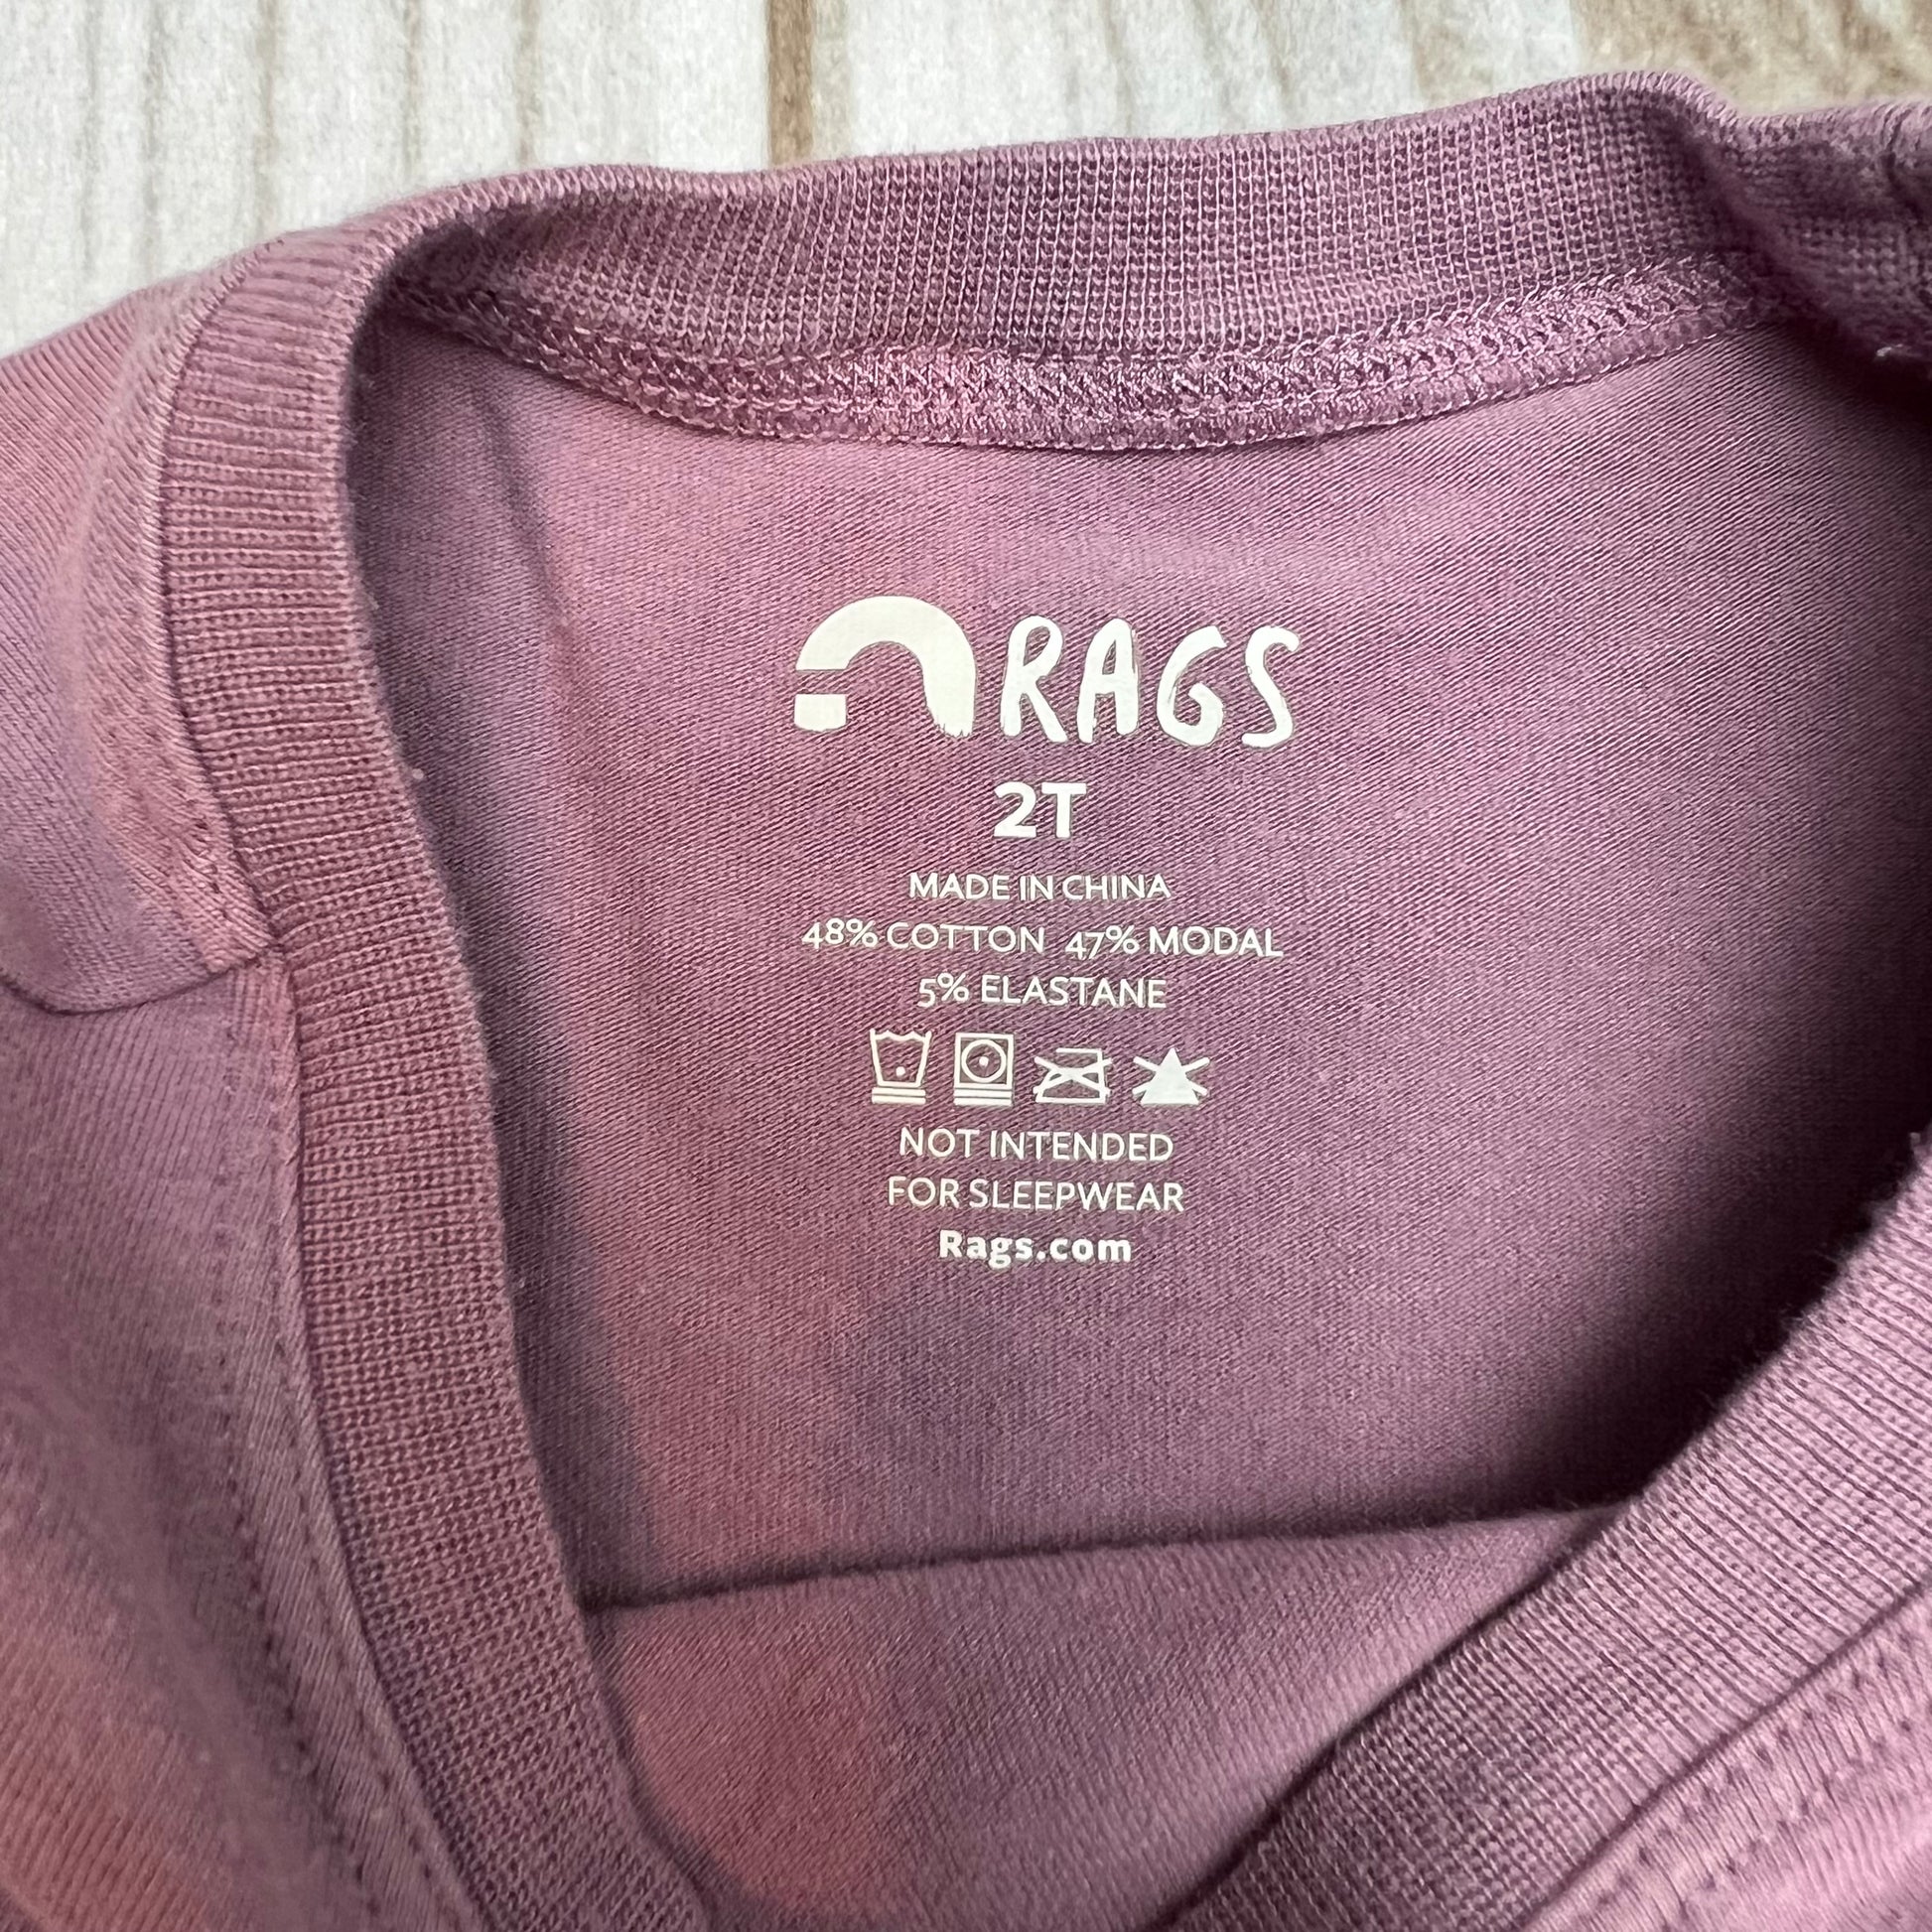 RAGS
2T
MADE IN CHINA
48% COTTON 47% MODAL
5% ELASTANE
NOT INTENDED
FOR SLEEPWEAR
Rags.com